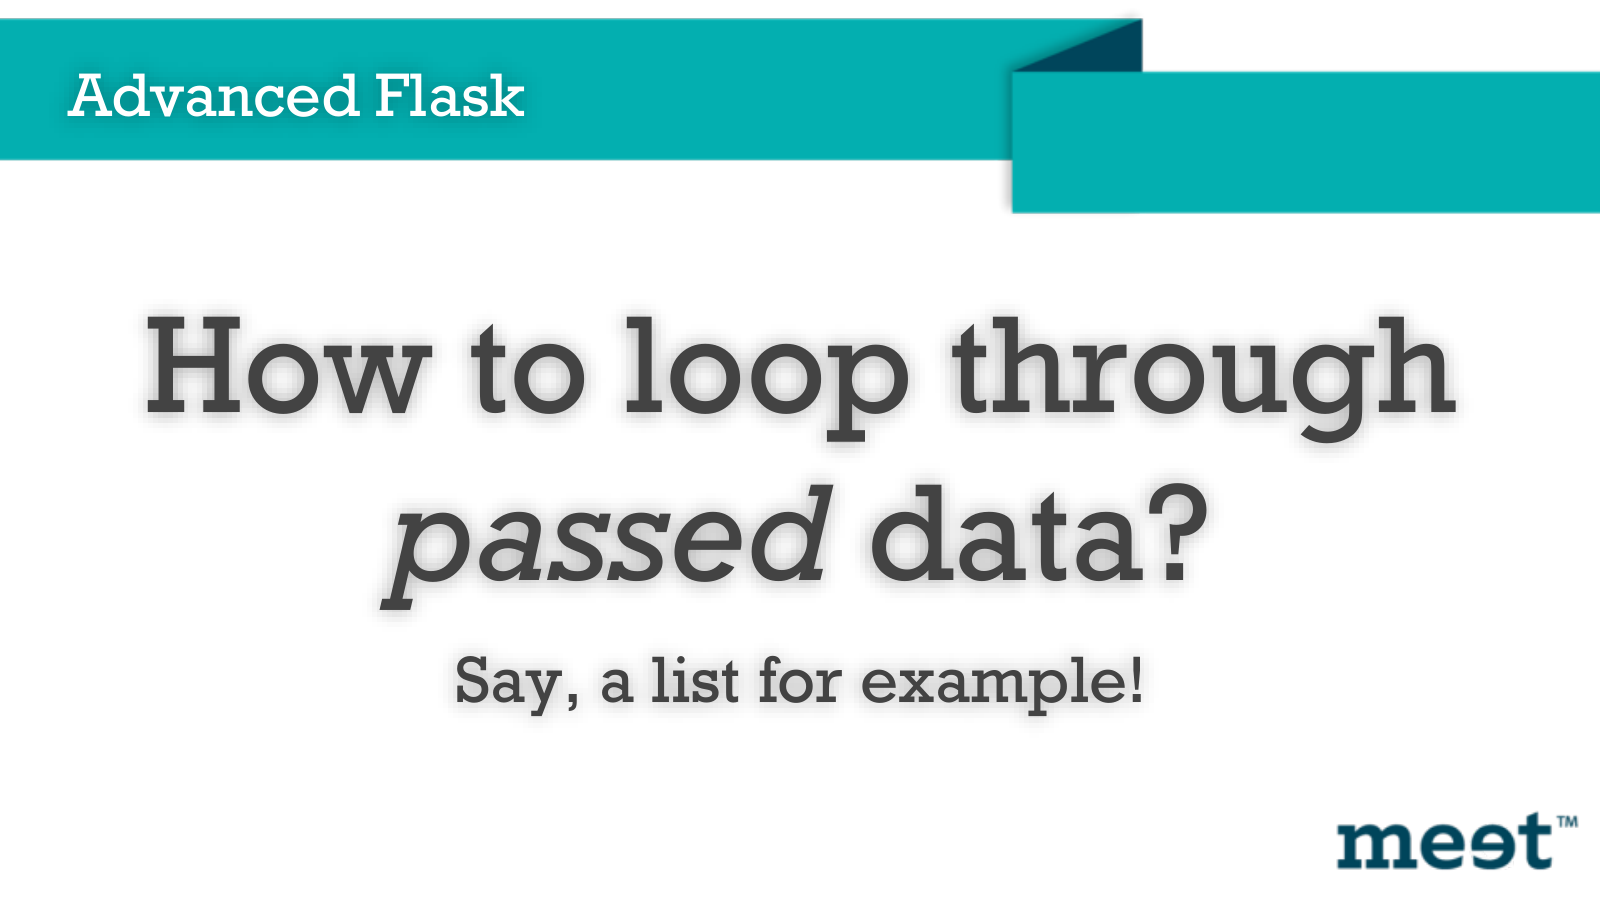 Advanced Flask
How to loop through
passed data?
Say, a list for example!
meet™